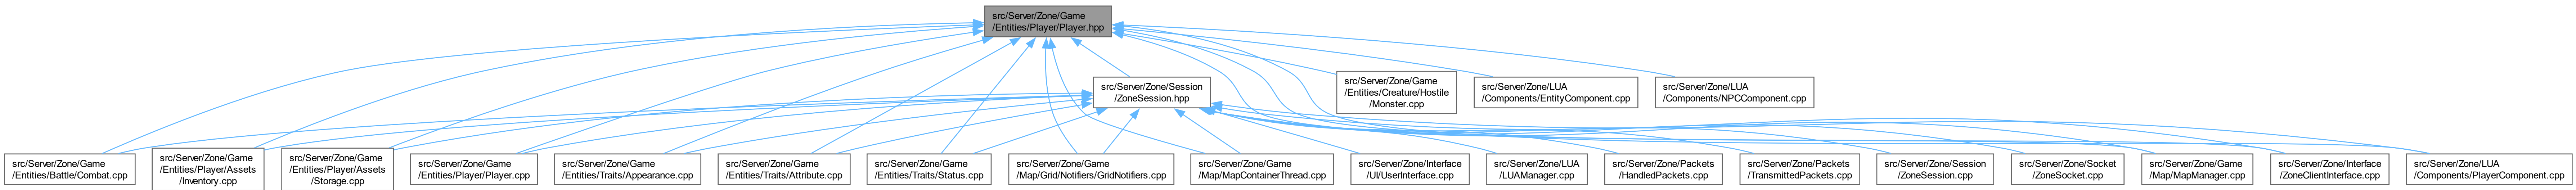 src/Server/Zone/Game
/Entities/Player/Player.hpp
src/Server/Zone/Session
/ZoneSession.hpp
src/Server/Zone/Game
/Entities/Creature/Hostile
/Monster.cpp
src/Server/Zone/LUA
/Components/EntityComponent.cpp
src/Server/Zone/LUA
/Components/NPCComponent.cpp
src/Server/Zone/Game
/Entities/Battle/Combat.cpp
src/Server/Zone/Game
/Entities/Player/Assets
/Inventory.cpp
src/Server/Zone/Game
/Entities/Player/Assets
/Storage.cpp
src/Server/Zone/Game
/Entities/Player/Player.cpp
src/Server/Zone/Game
/Entities/Traits/Appearance.cpp
src/Server/Zone/Game
/Entities/Traits/Attribute.cpp
src/Server/Zone/Game
/Entities/Traits/Status.cpp
src/Server/Zone/Game
/Map/Grid/Notifiers/GridNotifiers.cpp
src/Server/Zone/Game
/Map/MapContainerThread.cpp
src/Server/Zone/Interface
/UI/UserInterface.cpp
src/Server/Zone/LUA
/LUAManager.cpp
src/Server/Zone/Packets
/HandledPackets.cpp
src/Server/Zone/Packets
/TransmittedPackets.cpp
src/Server/Zone/Session
/ZoneSession.cpp
src/Server/Zone/Socket
/ZoneSocket.cpp
src/Server/Zone/Game
/Map/MapManager.cpp
src/Server/Zone/Interface
/ZoneClientInterface.cpp
src/Server/Zone/LUA
/Components/PlayerComponent.cpp